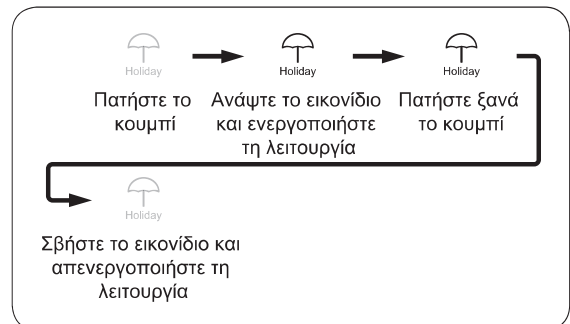 Holiday
Πατήστε το
κουμπί
Holiday
Ανάψτε το εικονίδιο
και ενεργοποιήστε
τη λειτουργία
Holiday
Πατήστε ξανά
το κουμπί
Holiday
Σβήστε το εικονίδιο και
απενεργοποιήστε τη
λειτουργία